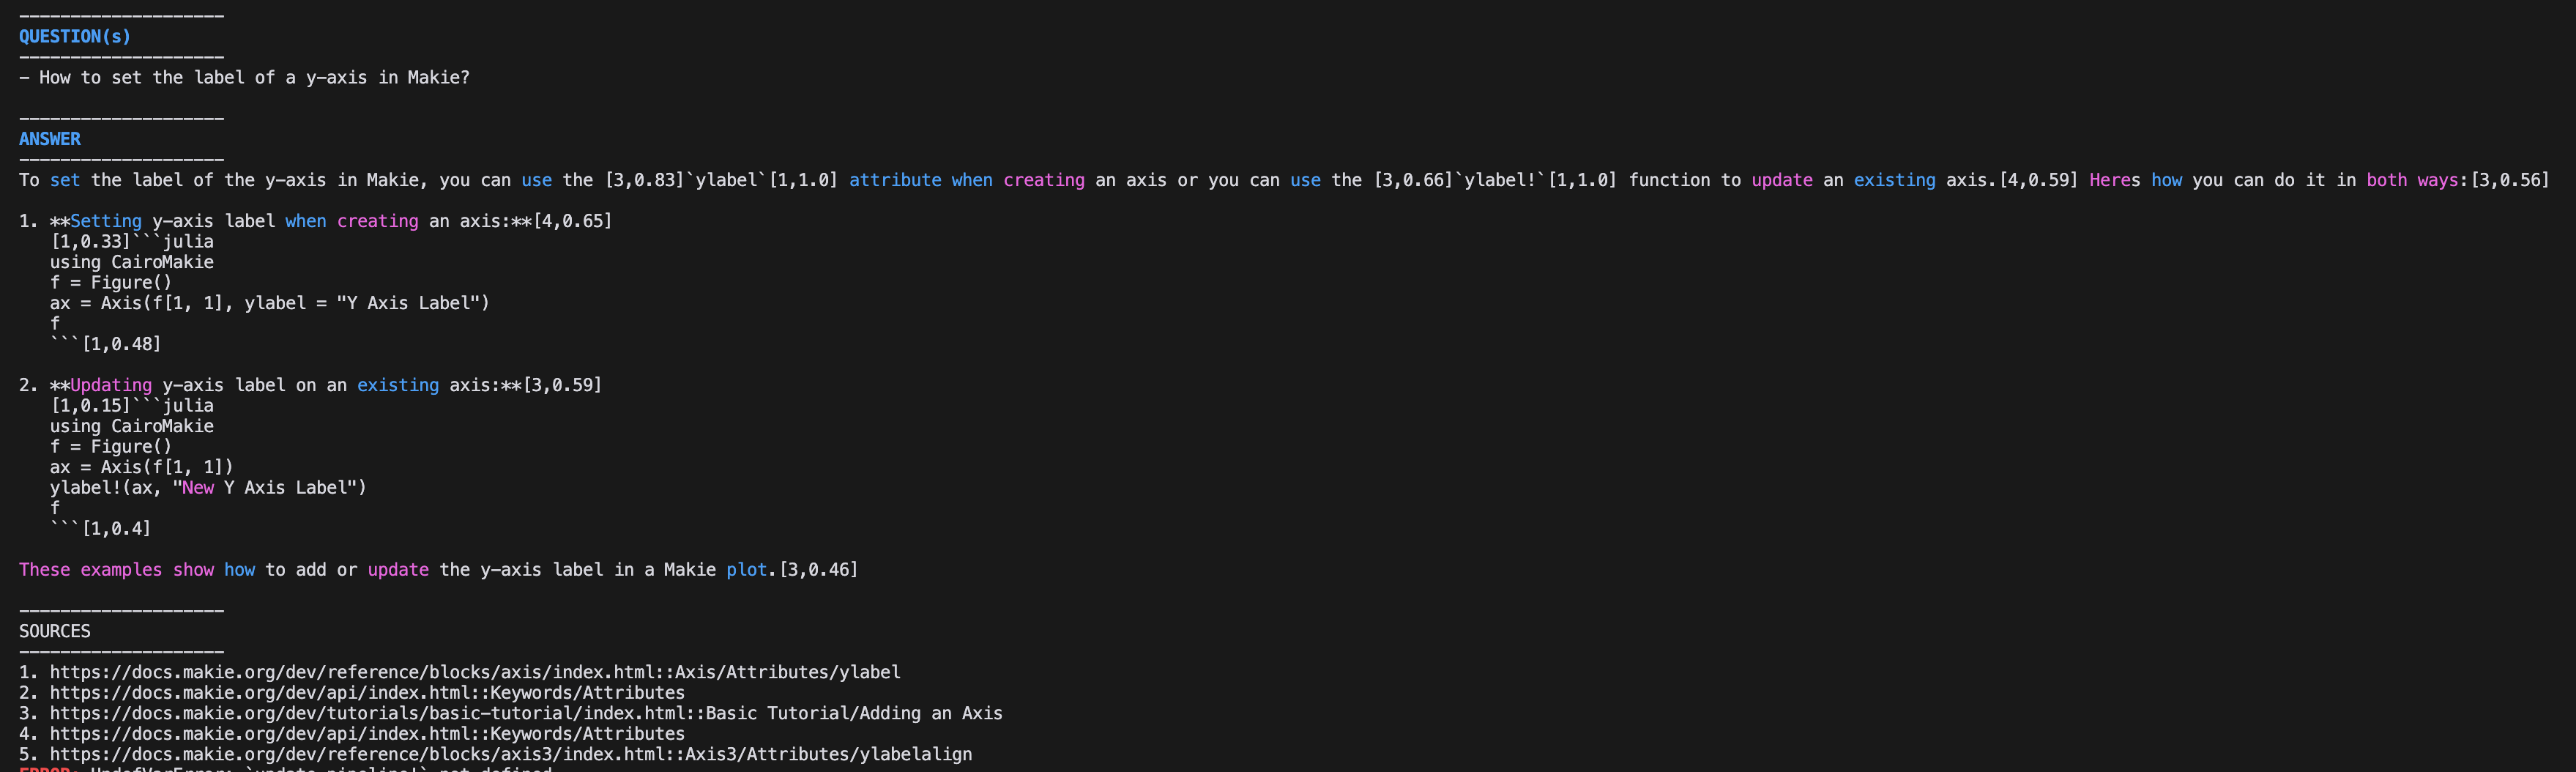 --------------------
QUESTION(s)
--------------------
- How to set the label of a y-axis in Makie?
--------------------
ANSWER
--------------------
To set the label of the y-axis in Makie, you can use the [3,0.83]`ylabel`[1,1.0] attribute when creating an axis or you can use the [3,0.66]`ylabel!`[1,1.0] function to update an existing axis.[4,0.59] Heres how you can do it in both ways:[3,0.56]
1. **Setting y-axis label when creating an axis:**[4,0.65]
[1,0.33]```julia
using CairoMakie
f = Figure()
ax = Axis(f[1, 1], ylabel = "Y Axis Label")
f
```[1,0.48]
2. **Updating y-axis label on an existing axis:**[3,0.59]
[1,0.15]```julia
using CairoMakie
f = Figure()
ax = Axis(f[1, 1])
ylabel!(ax, "New Y Axis Label")
f
```[1,0.4]
These examples show how to add or update the y-axis label in a Makie plot.[3,0.46]
--------------------
SOURCES
--------------------
1. https://docs.makie.org/dev/reference/blocks/axis/index.html::Axis/Attributes/ylabel
2. https://docs.makie.org/dev/api/index.html::Keywords/Attributes
3. https://docs.makie.org/dev/tutorials/basic-tutorial/index.html::Basic Tutorial/Adding an Axis
4. https://docs.makie.org/dev/api/index.html::Keywords/Attributes
5. https://docs.makie.org/dev/reference/blocks/axis3/index.html::Axis3/Attributes/ylabelalign
ERROR: UndefVarError: `update_pipeline!` not defined